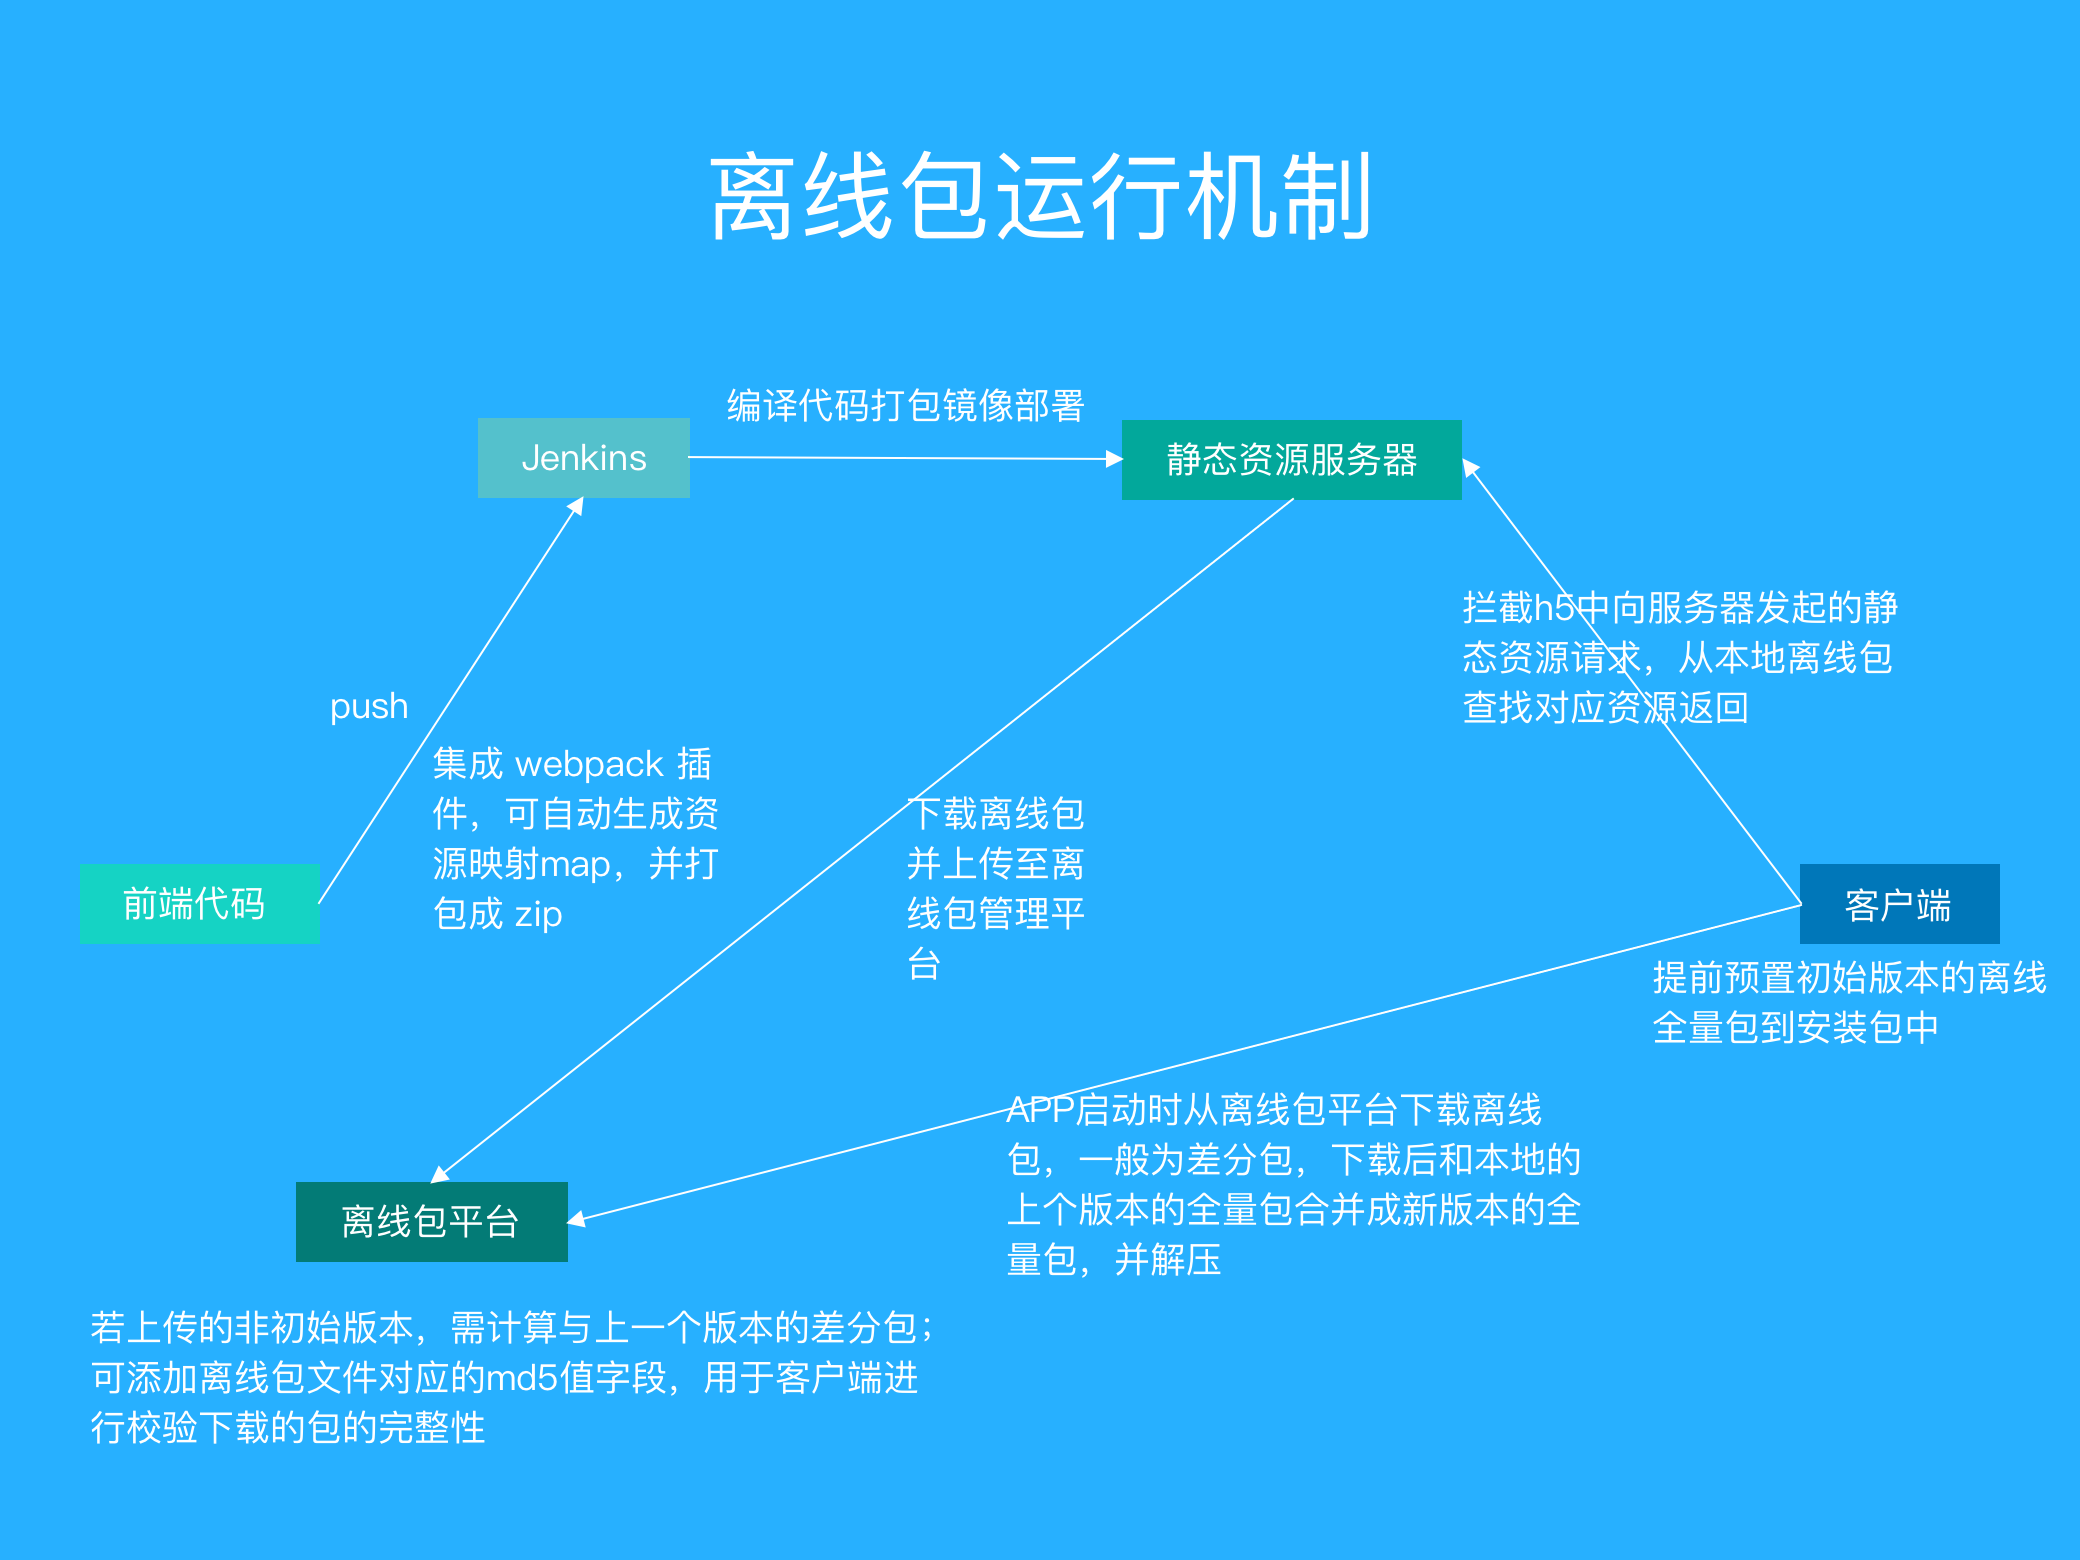 离线包运行机制
编译代码打包镜像部署
Jenkins
静态资源服务器
拦截h5中向服务器发起的静
态资源请求，从本地离线包
查找对应资源返回
push
集成 webpack 插
件，可自动生成资
源映射map，并打
包成 zip
下载离线包
并上传至离
线包管理平
台
前端代码
客户端
提前预置初始版本的离线
全量包到安装包中
APP启动时从离线包平台下载离线
包，一般为差分包，下载后和本地的
上个版本的全量包合并成新版本的全
量包，并解压
离线包平台
若上传的非初始版本，需计算与上一个版本的差分包；
可添加离线包文件对应的md5值字段，用于客户端进
行校验下载的包的完整性